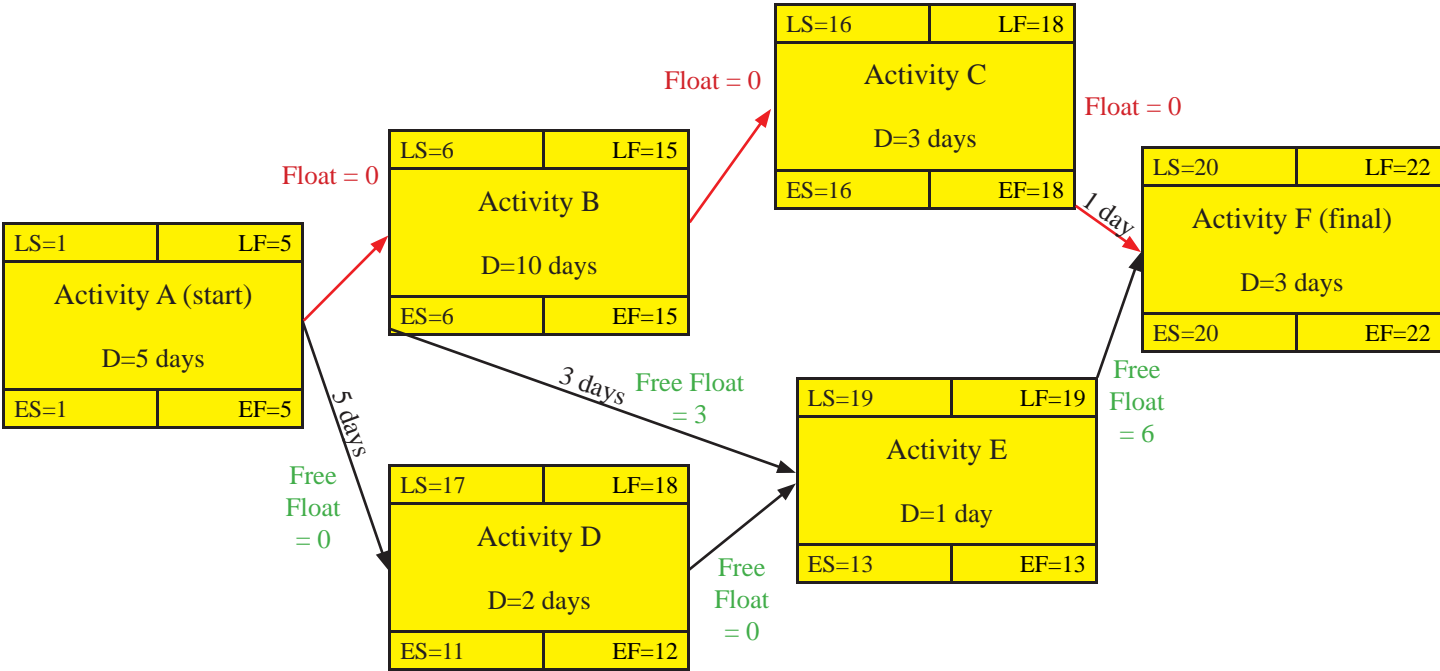 LS=1 LF=5
Activity A (start)
D=5 days
ES=1 EF=5
Float = 0
5 days
Free
Float
= 0
LS=6 LF=15
Activity B
D=10 days
ES=6 EF=15
Float = 0
3 days
Free Float
= 3
LS=17 LF=18
Activity D
D=2 days
ES=11 EF=12
Free
Float
= 0
LS=16 LF=18
Activity C
D=3 days
ES=16 EF=18
Float = 0
1 day
LS=19 LF=19
Activity E
D=1 day
ES=13 EF=13
Free
Float
= 6
LS=20 LF=22
Activity F (final)
D=3 days
ES=20 EF=22